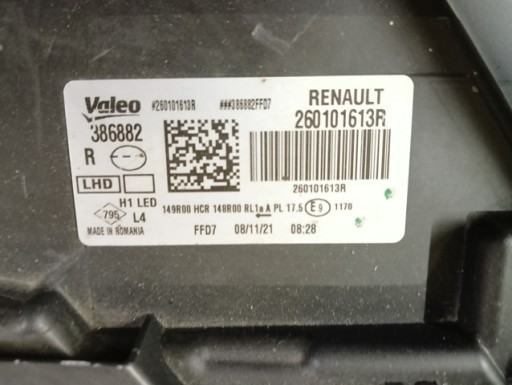 Valeo #260101613R ###386882FFD7 RENAULT
386882 260101613R
R
LHD 260101613R
H1 LED
149R00 HCR 148R00 RL1a A PL 17.5 E9 1170
795 L4
MADE IN ROMANIA FFD7 08/11/21 08:28